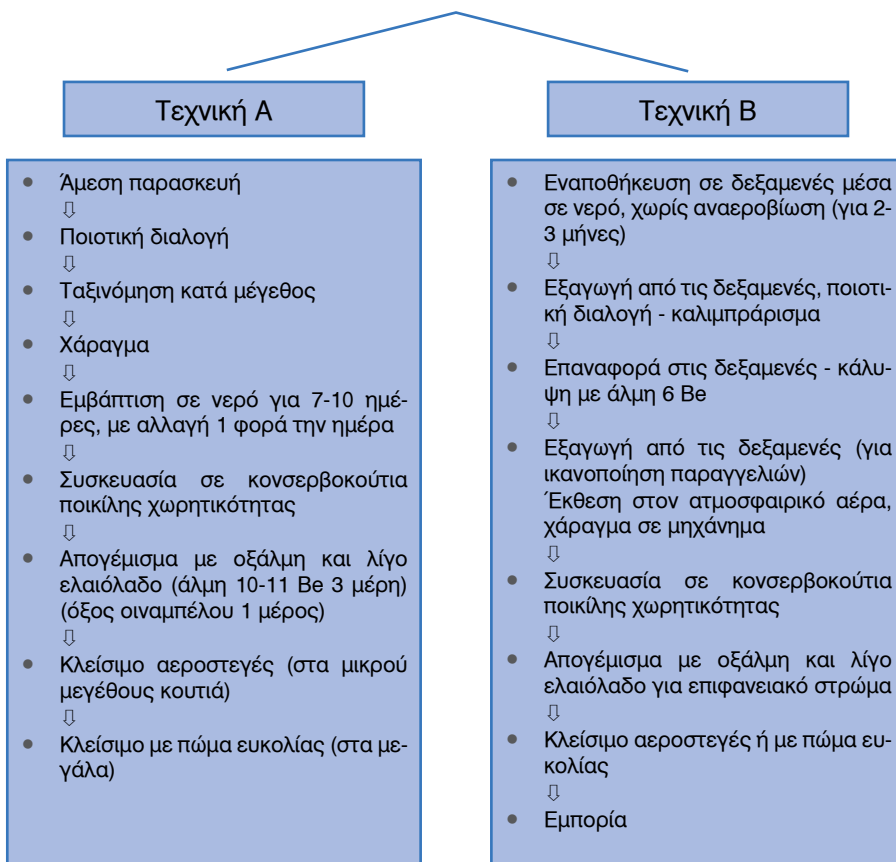 Τεχνική Α
• Άμεση παρασκευή
⇩
• Ποιοτική διαλογή
⇩
• Ταξινόμηση κατά μέγεθος
⇩
• Χάραγμα
⇩
• Εμβάπτιση σε νερό για 7-10 ημέ-
ρες, με αλλαγή 1 φορά την ημέρα
⇩
• Συσκευασία σε κονσερβοκούτια
ποικίλης χωρητικότητας
⇩
• Απογέμισμα με οξάλμη και λίγο
ελαιόλαδο (άλμη 10-11 Be 3 μέρη)
(όξος οιναμπέλου 1 μέρος)
⇩
• Κλείσιμο αεροστεγές (στα μικρού
μεγέθους κουτιά)
⇩
• Κλείσιμο με πώμα ευκολίας (στα με-
γάλα)
Τεχνική Β
• Εναποθήκευση σε δεξαμενές μέσα
σε νερό, χωρίς αναεροβίωση (για 2-
3 μήνες)
⇩
• Εξαγωγή από τις δεξαμενές, ποιοτι-
κή διαλογή - καλιμπράρισμα
⇩
• Επαναφορά στις δεξαμενές - κάλυ-
ψη με άλμη 6 Be
⇩
• Εξαγωγή από τις δεξαμενές (για
ικανοποίηση παραγγελιών)
Έκθεση στον ατμοσφαιρικό αέρα,
χάραγμα σε μηχάνημα
⇩
• Συσκευασία σε κονσερβοκούτια
ποικίλης χωρητικότητας
⇩
• Απογέμισμα με οξάλμη και λίγο
ελαιόλαδο για επιφανειακό στρώμα
⇩
• Κλείσιμο αεροστεγές ή με πώμα ευ-
κολίας
⇩
• Εμπορία